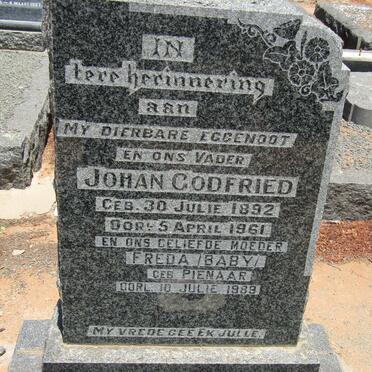 IN
tere herinnering
aan
MY DIERBARE EGGENOOT
EN ONS VADER
JOHAN GODFRIED
GEB. 30 JULIE 1892
OORL. 5 APRIL 1961
EN ONS GELIEFDE MOEDER
FREDA (BABY)
GEB PIENAAR
OORL. 10 JULIE 1989
MY VREDE GEE EK JULLE.